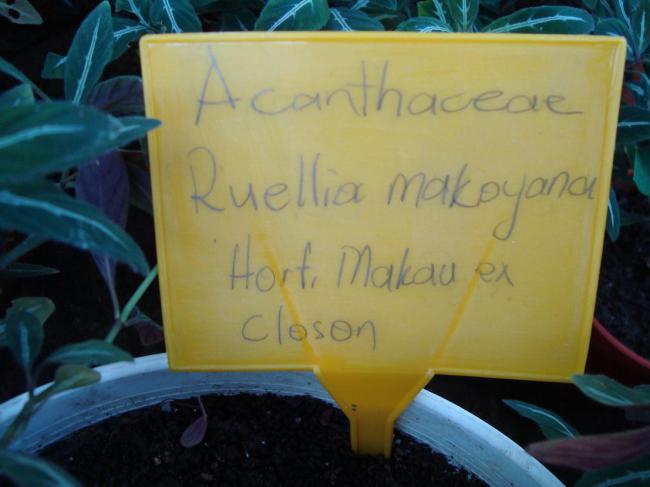 Acanthaceae
Ruellia makoyana
Hort. Makau ex
Closon